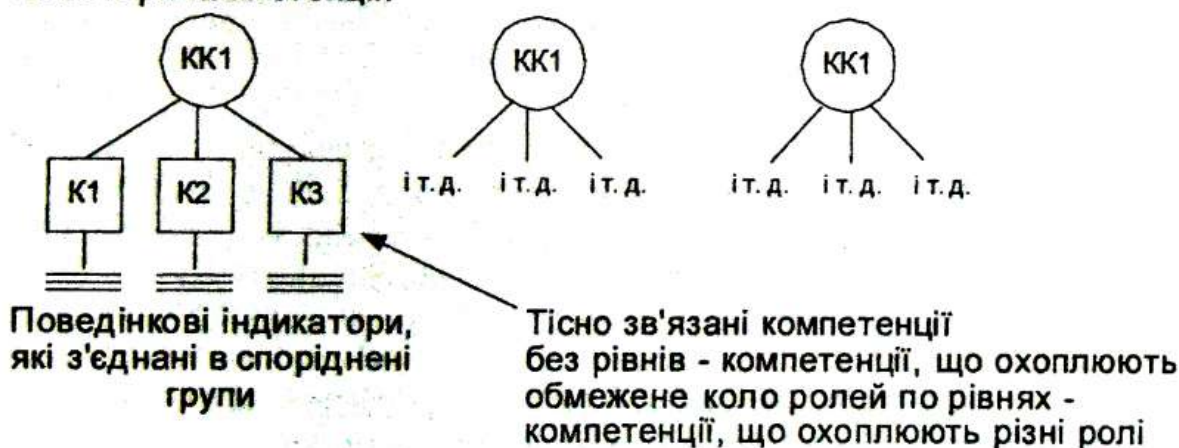 КК1 КК1 КК1
К1 К2 К3 і т.д. і т.д. і т.д. і т.д. і т.д. і т.д.
Поведінкові індикатори,
які з'єднані в споріднені
групи
Тісно зв'язані компетенції
без рівнів - компетенції, що охоплюють
обмежене коло ролей по рівнях -
компетенції, що охоплюють різні ролі